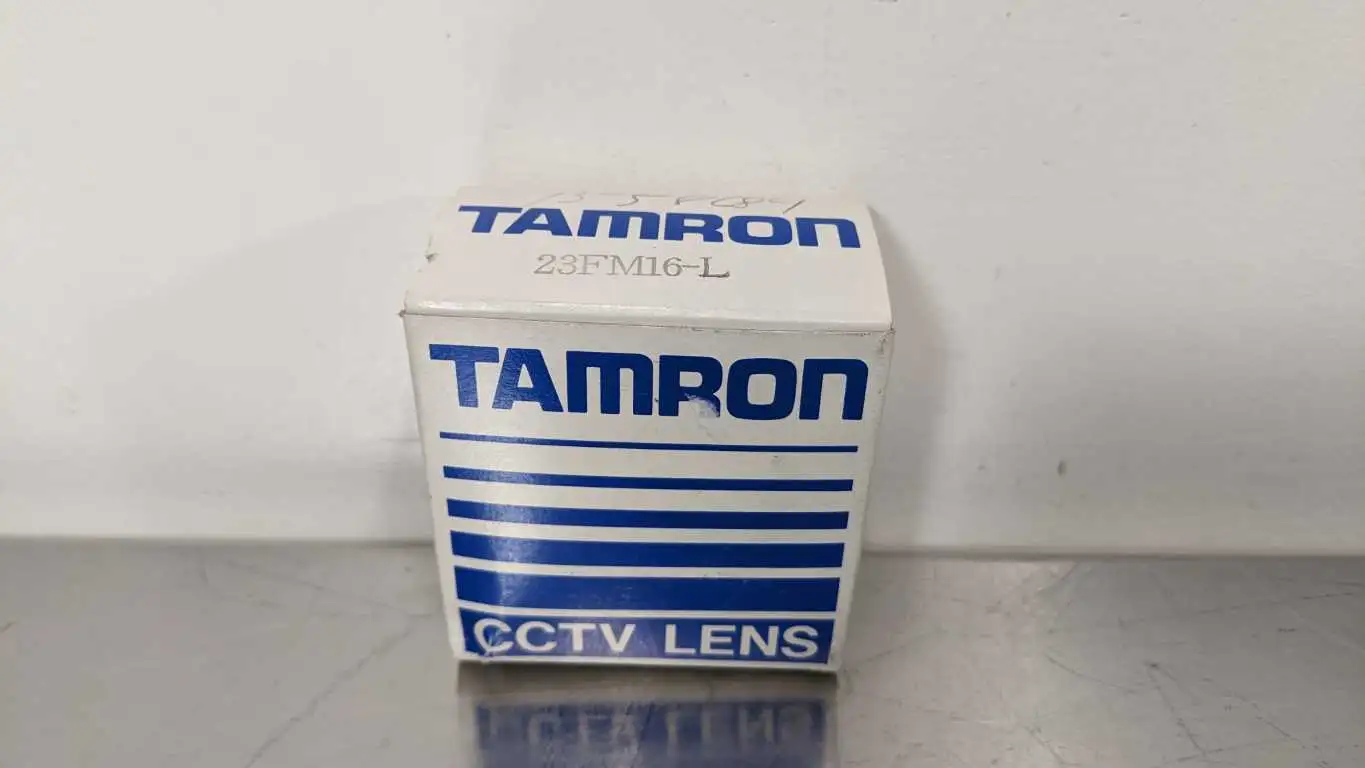 TAMRON
23FM16-L
TAMRON
CCTV LENS